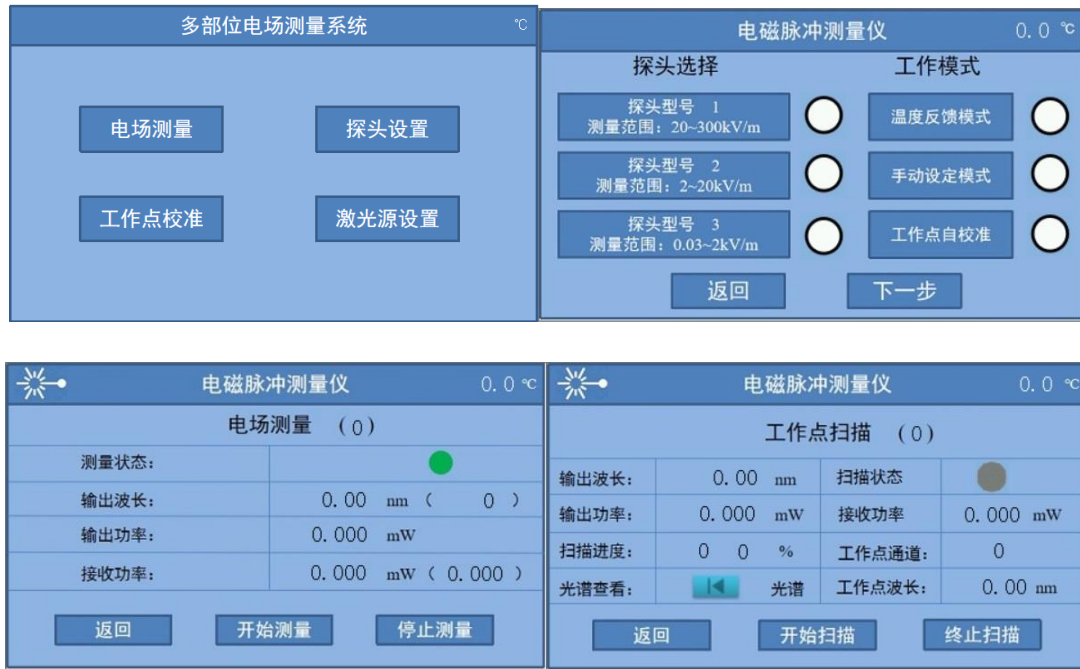 多部位电场测量系统 ℃
电场测量 探头设置
工作点校准 激光源设置
电磁脉冲测量仪 0.0 ℃
探头选择 工作模式
探头型号 1
测量范围：20~300kV/m
温度反馈模式
探头型号 2
测量范围：2~20kV/m
手动设定模式
探头型号 3
测量范围：0.03~2kV/m
工作点自校准
返回 下一步
电磁脉冲测量仪 0.0 ℃
电场测量 （0）
测量状态：
输出波长： 0.00 nm （ 0 ）
输出功率： 0.000 mW
接收功率： 0.000 mW （ 0.000 ）
返回 开始测量 停止测量
电磁脉冲测量仪 0.0 ℃
工作点扫描 （0）
输出波长： 0.00 nm 扫描状态
输出功率： 0.000 mW 接收功率 0.000 mW
扫描进度： 0 0 % 工作点通道： 0
光谱查看： 光谱 工作点波长： 0.00 nm
返回 开始扫描 终止扫描